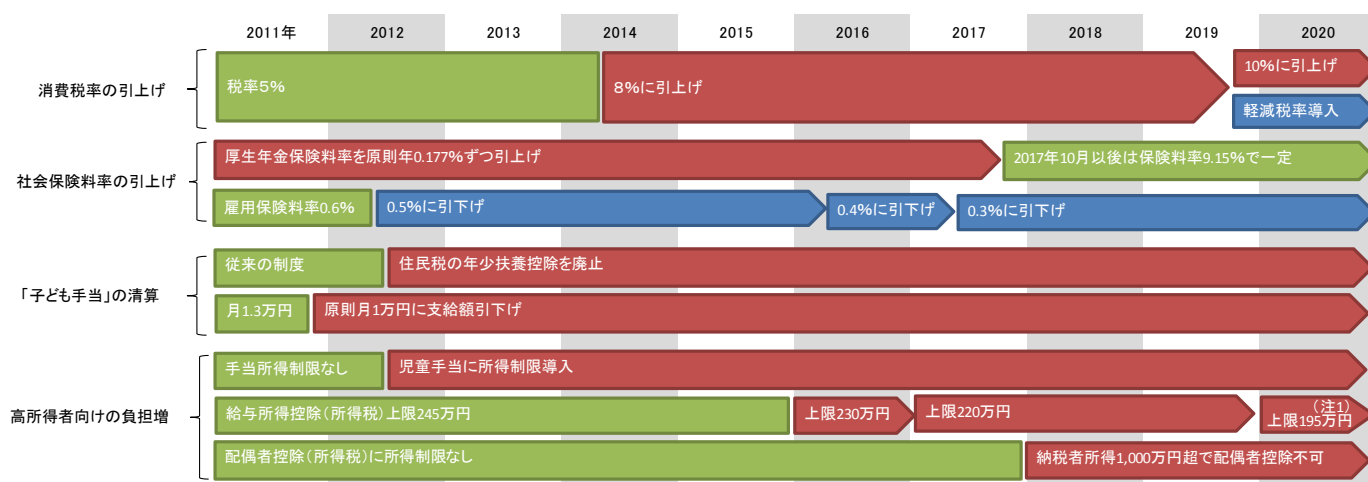 2011年 2012 2013 2014 2015 2016 2017 2018 2019 2020
消費税率の引上げ
税率5%
8%に引上げ
10%に引上げ
軽減税率導入
社会保険料率の引上げ
厚生年金保険料率を原則年0.177%ずつ引上げ
2017年10月以後は保険料率9.15%で一定
雇用保険料率0.6%
0.5%に引下げ
0.4%に引下げ
0.3%に引下げ
「子ども手当」の清算
従来の制度
住民税の年少扶養控除を廃止
月1.3万円
原則月1万円に支給額引下げ
高所得者向けの負担増
手当所得制限なし
児童手当に所得制限導入
給与所得控除(所得税)上限245万円
上限230万円
上限220万円
(注1)
上限195万円
配偶者控除(所得税)に所得制限なし
納税者所得1,000万円超で配偶者控除不可